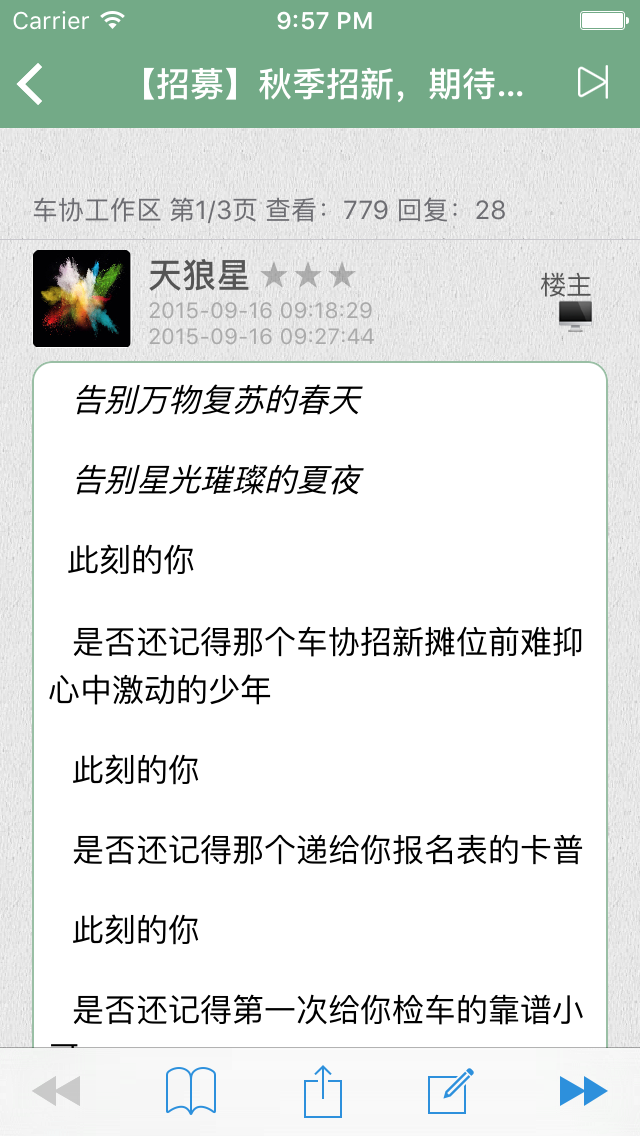 Carrier 9:57 PM
【招募】秋季招新，期待...
车协工作区 第1/3页 查看：779 回复：28
天狼星 ★★★
楼主
2015-09-16 09:18:29
2015-09-16 09:27:44
告别万物复苏的春天
告别星光璀璨的夏夜
此刻的你
是否还记得那个车协招新摊位前难抑
心中激动的少年
此刻的你
是否还记得那个递给你报名表的卡普
此刻的你
是否还记得第一次给你检车的靠谱小